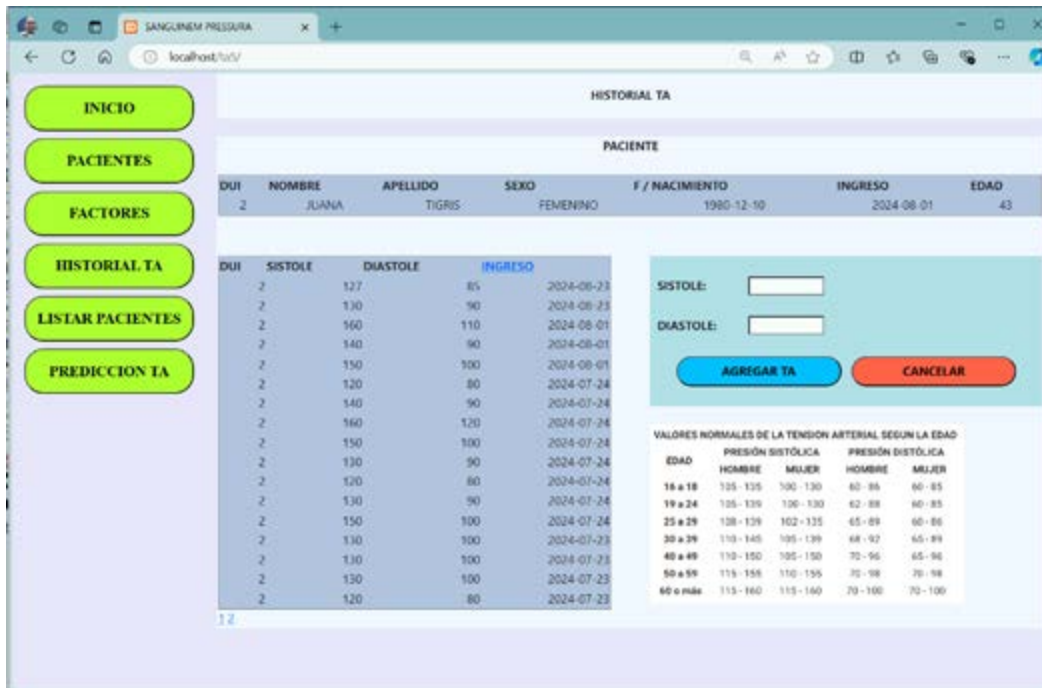 SANGUINEM PRESSURA
localhost/ta5/
INICIO
PACIENTES
FACTORES
HISTORIAL TA
LISTAR PACIENTES
PREDICCION TA
HISTORIAL TA
PACIENTE
DUI NOMBRE APELLIDO SEXO F / NACIMIENTO INGRESO EDAD
2 JUANA TIGRIS FEMENINO 1980-12-10 2024-08-01 43
DUI SISTOLE DIASTOLE INGRESO
2 127 85 2024-08-23
2 130 90 2024-08-23
2 160 110 2024-08-01
2 140 90 2024-08-01
2 150 100 2024-08-01
2 120 80 2024-07-24
2 140 90 2024-07-24
2 160 120 2024-07-24
2 150 100 2024-07-24
2 130 90 2024-07-24
2 120 80 2024-07-24
2 130 90 2024-07-24
2 150 100 2024-07-24
2 130 100 2024-07-23
2 130 100 2024-07-23
2 130 100 2024-07-23
2 120 80 2024-07-23
1 2
SISTOLE:
DIASTOLE:
AGREGAR TA CANCELAR
VALORES NORMALES DE LA TENSION ARTERIAL SEGUN LA EDAD
EDAD PRESIÓN SISTÓLICA PRESIÓN DISTÓLICA
HOMBRE MUJER HOMBRE MUJER
16 a 18 105 - 135 100 - 130 60 - 86 60 - 85
19 a 24 105 - 139 100 - 130 62 - 88 60 - 85
25 a 29 108 - 139 102 - 135 65 - 89 60 - 86
30 a 39 110 - 145 105 - 139 68 - 92 65 - 89
40 a 49 110 - 150 105 - 150 70 - 96 65 - 96
50 a 59 115 - 155 110 - 155 70 - 98 70 - 98
60 o más 115 - 160 115 - 160 70 - 100 70 - 100